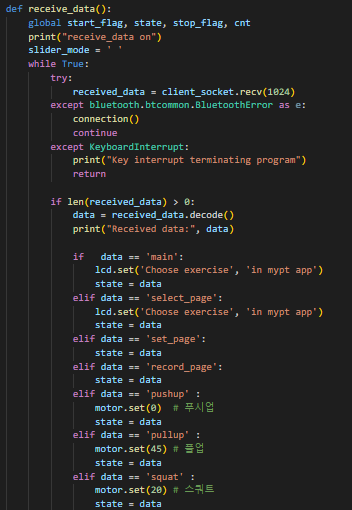 def receive_data():
    global start_flag, state, stop_flag, cnt
    print("receive_data on")
    slider_mode = ' '
    while True:
        try:
            received_data = client_socket.recv(1024)
        except bluetooth.btcommon.BluetoothError as e:
            connection()
            continue
        except KeyboardInterrupt:
            print("Key interrupt terminating program")
            return

        if len(received_data) > 0:
            data = received_data.decode()
            print("Received data:", data)

            if   data == 'main':
                lcd.set('Choose exercise', 'in mypt app')
                state = data
            elif data == 'select_page':
                lcd.set('Choose exercise', 'in mypt app')
                state = data
            elif data == 'set_page':
                state = data
            elif data == 'record_page':
                state = data
            elif data == 'pushup' :
                motor.set(0)  # 푸시업
                state = data
            elif data == 'pullup' :
                motor.set(45) # 풀업
                state = data
            elif data == 'squat' :
                motor.set(20) # 스쿼트
                state = data